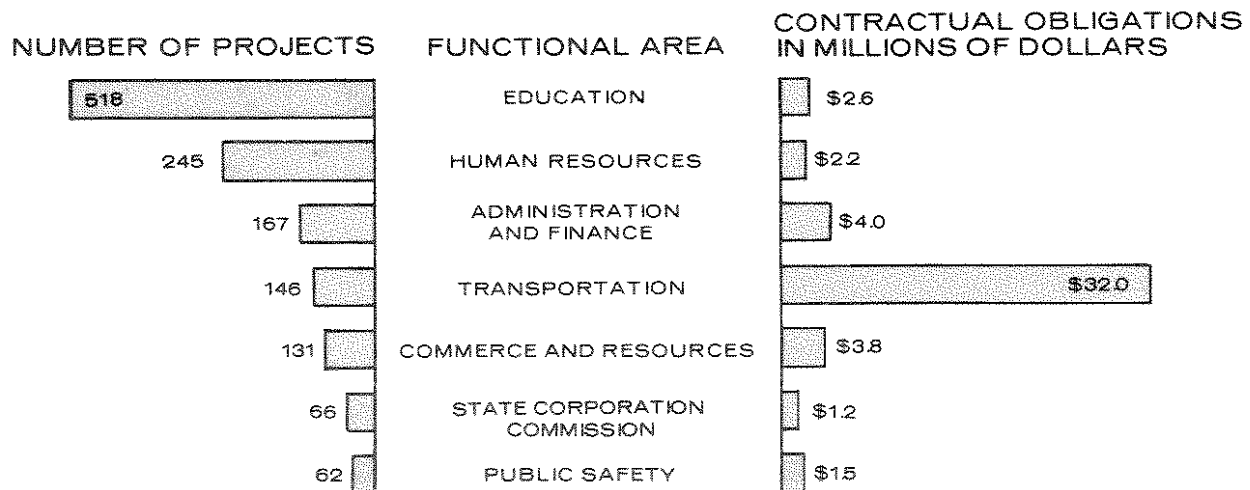 NUMBER OF PROJECTS
FUNCTIONAL AREA
CONTRACTUAL OBLIGATIONS
IN MILLIONS OF DOLLARS
518
EDUCATION
$2.6
245
HUMAN RESOURCES
$2.2
167
ADMINISTRATION
AND FINANCE
$4.0
146
TRANSPORTATION
$32.0
131
COMMERCE AND RESOURCES
$3.8
66
STATE CORPORATION
COMMISSION
$1.2
62
PUBLIC SAFETY
$1.5